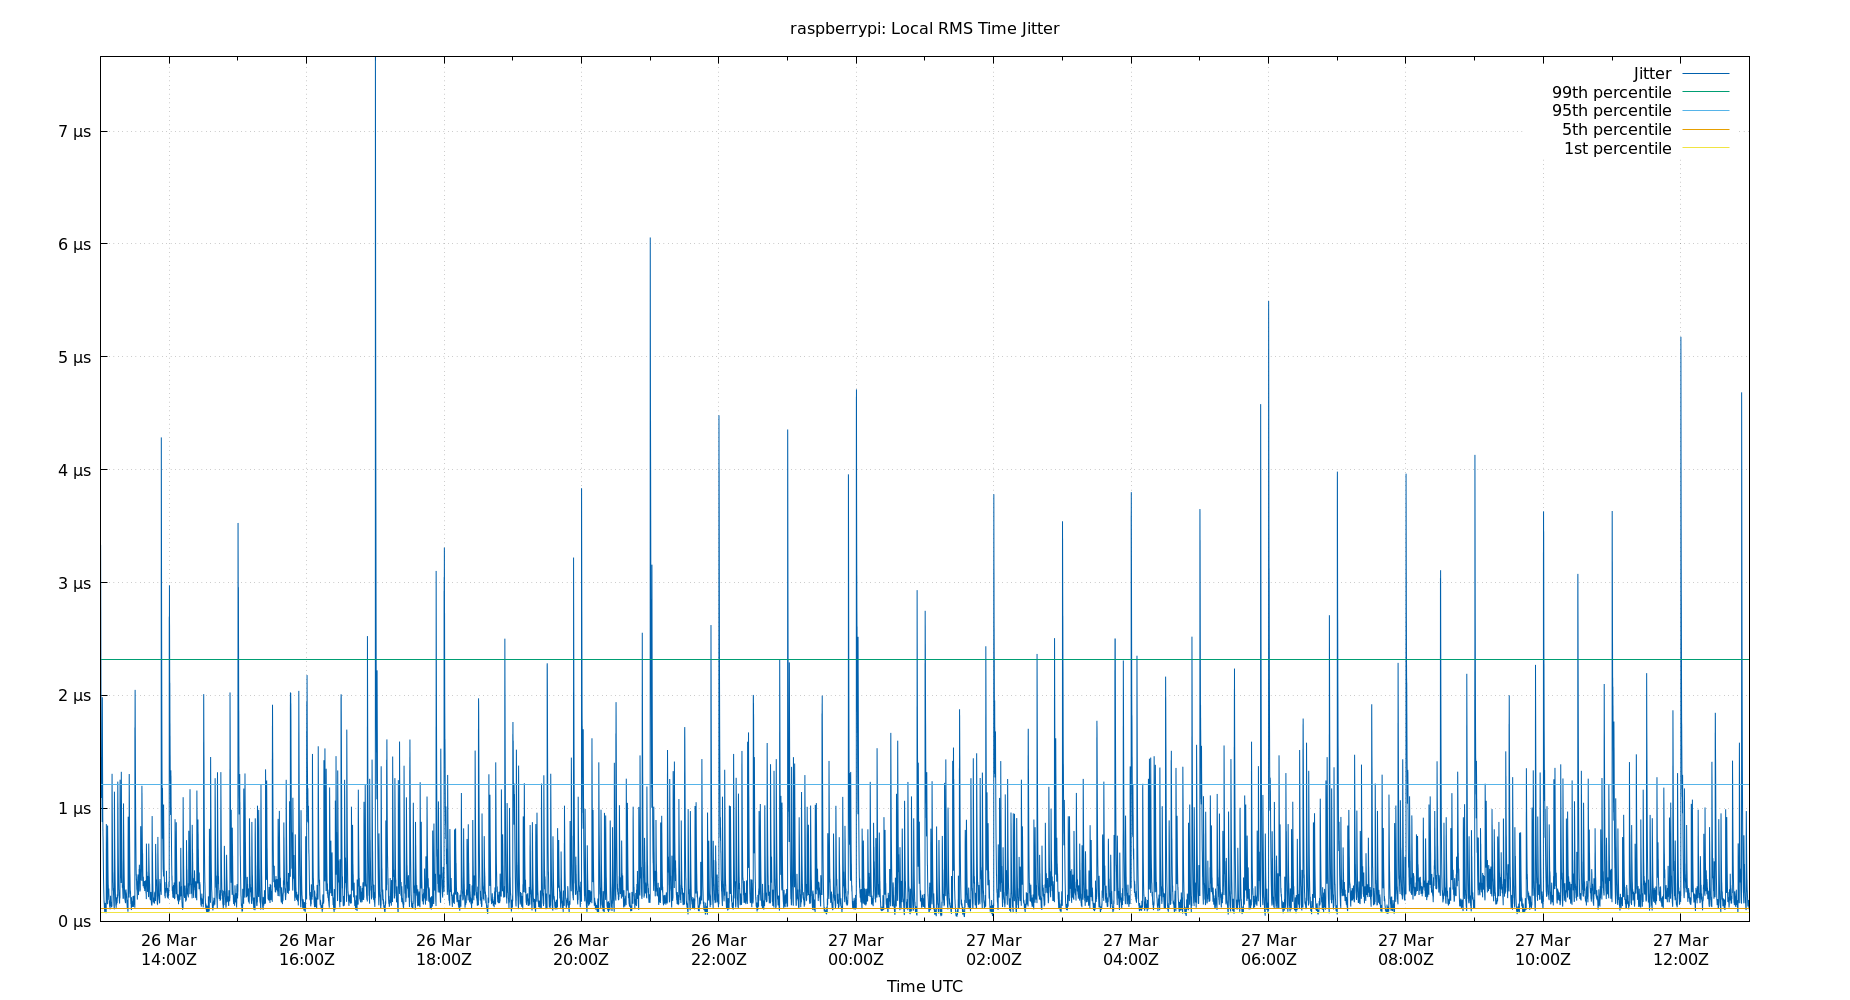 raspberrypi: Local RMS Time Jitter
Jitter
99th percentile
95th percentile
5th percentile
1st percentile
7 µs
6 µs
5 µs
4 µs
3 µs
2 µs
1 µs
0 µs
26 Mar 26 Mar 26 Mar 26 Mar 26 Mar 27 Mar 27 Mar 27 Mar 27 Mar 27 Mar 27 Mar 27 Mar
14:00Z 16:00Z 18:00Z 20:00Z 22:00Z 00:00Z 02:00Z 04:00Z 06:00Z 08:00Z 10:00Z 12:00Z
Time UTC